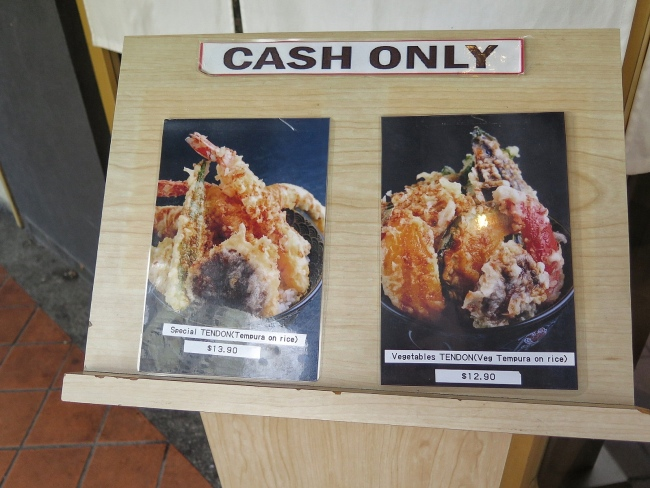 CASH ONLY
Special TENDON(Tempura on rice)
$13.90
Vegetables TENDON(Veg Tempura on rice)
$12.90